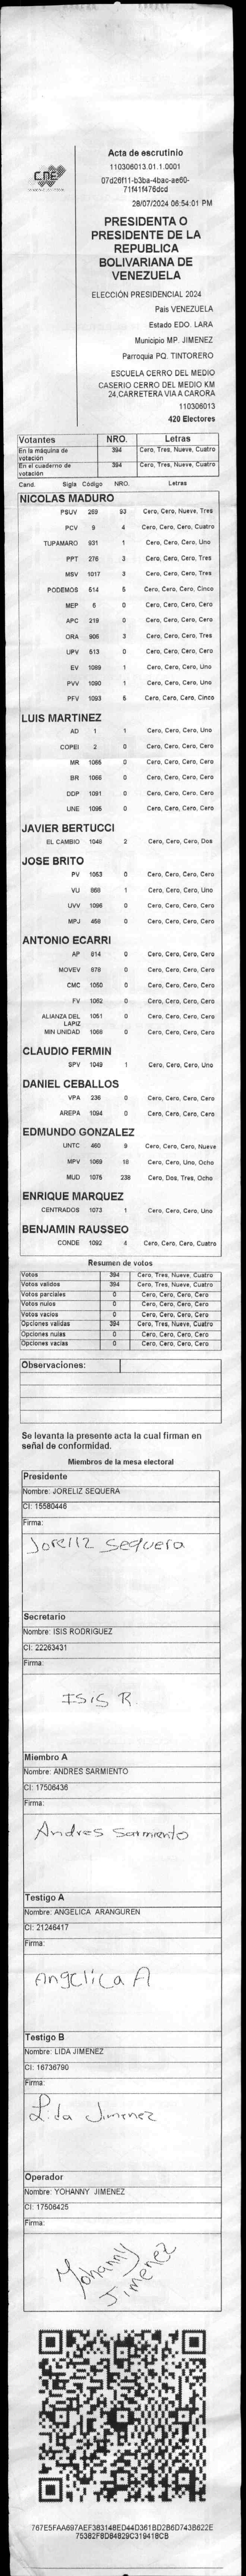 CNE
Acta de escrutinio
110306013.01.1.0001
07d26f11-b3ba-4bac-ae60-
71f41f476dcd
28/07/2024 06:54:01 PM
PRESIDENTA O
PRESIDENTE DE LA
REPUBLICA
BOLIVARIANA DE
VENEZUELA
ELECCIÓN PRESIDENCIAL 2024
País VENEZUELA
Estado EDO. LARA
Municipio MP. JIMENEZ
Parroquia PQ. TINTORERO
ESCUELA CERRO DEL MEDIO
CASERIO CERRO DEL MEDIO KM
24,CARRETERA VIA A CARORA
110306013
420 Electores
Votantes NRO. Letras
En la máquina de votación 394 Cero, Tres, Nueve, Cuatro
En el cuaderno de votación 394 Cero, Tres, Nueve, Cuatro
Cand. Sigla Código NRO. Letras
NICOLAS MADURO
PSUV 269 93 Cero, Cero, Nueve, Tres
PCV 9 4 Cero, Cero, Cero, Cuatro
TUPAMARO 931 1 Cero, Cero, Cero, Uno
PPT 276 3 Cero, Cero, Cero, Tres
MSV 1017 3 Cero, Cero, Cero, Tres
PODEMOS 514 5 Cero, Cero, Cero, Cinco
MEP 6 0 Cero, Cero, Cero, Cero
APC 219 0 Cero, Cero, Cero, Cero
ORA 906 3 Cero, Cero, Cero, Tres
UPV 513 0 Cero, Cero, Cero, Cero
EV 1089 1 Cero, Cero, Cero, Uno
PVV 1090 1 Cero, Cero, Cero, Uno
PFV 1093 5 Cero, Cero, Cero, Cinco
LUIS MARTINEZ
AD 1 1 Cero, Cero, Cero, Uno
COPEI 2 0 Cero, Cero, Cero, Cero
MR 1065 0 Cero, Cero, Cero, Cero
BR 1066 0 Cero, Cero, Cero, Cero
DDP 1091 0 Cero, Cero, Cero, Cero
UNE 1095 0 Cero, Cero, Cero, Cero
JAVIER BERTUCCI
EL CAMBIO 1048 2 Cero, Cero, Cero, Dos
JOSE BRITO
PV 1053 0 Cero, Cero, Cero, Cero
VU 868 1 Cero, Cero, Cero, Uno
UVV 1096 0 Cero, Cero, Cero, Cero
MPJ 458 0 Cero, Cero, Cero, Cero
ANTONIO ECARRI
AP 914 0 Cero, Cero, Cero, Cero
MOVEV 979 0 Cero, Cero, Cero, Cero
CMC 1050 0 Cero, Cero, Cero, Cero
FV 1082 0 Cero, Cero, Cero, Cero
ALIANZA DEL LAPIZ 1051 0 Cero, Cero, Cero, Cero
MIN UNIDAD 1068 0 Cero, Cero, Cero, Cero
CLAUDIO FERMIN
SPV 1049 1 Cero, Cero, Cero, Uno
DANIEL CEBALLOS
VPA 236 0 Cero, Cero, Cero, Cero
AREPA 1094 0 Cero, Cero, Cero, Cero
EDMUNDO GONZALEZ
UNTC 460 9 Cero, Cero, Cero, Nueve
MPV 1069 18 Cero, Cero, Uno, Ocho
MUD 1075 238 Cero, Dos, Tres, Ocho
ENRIQUE MARQUEZ
CENTRADOS 1073 1 Cero, Cero, Cero, Uno
BENJAMIN RAUSSEO
CONDE 1092 4 Cero, Cero, Cero, Cuatro
Resumen de votos
Votos 394 Cero, Tres, Nueve, Cuatro
Votos validos 394 Cero, Tres, Nueve, Cuatro
Votos parciales 0 Cero, Cero, Cero, Cero
Votos nulos 0 Cero, Cero, Cero, Cero
Votos vacios 0 Cero, Cero, Cero, Cero
Opciones validas 394 Cero, Tres, Nueve, Cuatro
Opciones nulas 0 Cero, Cero, Cero, Cero
Opciones vacias 0 Cero, Cero, Cero, Cero
Observaciones:
Se levanta la presente acta la cual firman en
señal de conformidad.
Miembros de la mesa electoral
Presidente
Nombre: JORELIZ SEQUERA
CI: 15580446
Firma:
Joreliz Sequera
Secretario
Nombre: ISIS RODRIGUEZ
CI: 22263431
Firma:
ISIS R.
Miembro A
Nombre: ANDRES SARMIENTO
CI: 17506436
Firma:
Andres Sarmiento
Testigo A
Nombre: ANGELICA ARANGUREN
CI: 21246417
Firma:
Angelica A
Testigo B
Nombre: LIDA JIMENEZ
CI: 16736790
Firma:
Lida Jimenez
Operador
Nombre: YOHANNY JIMENEZ
CI: 17506425
Firma:
Yohanny
Jimenez
767E5FAA697AEF383148ED44D361BD2B6D743B622E
75382F9D84829C319418CB